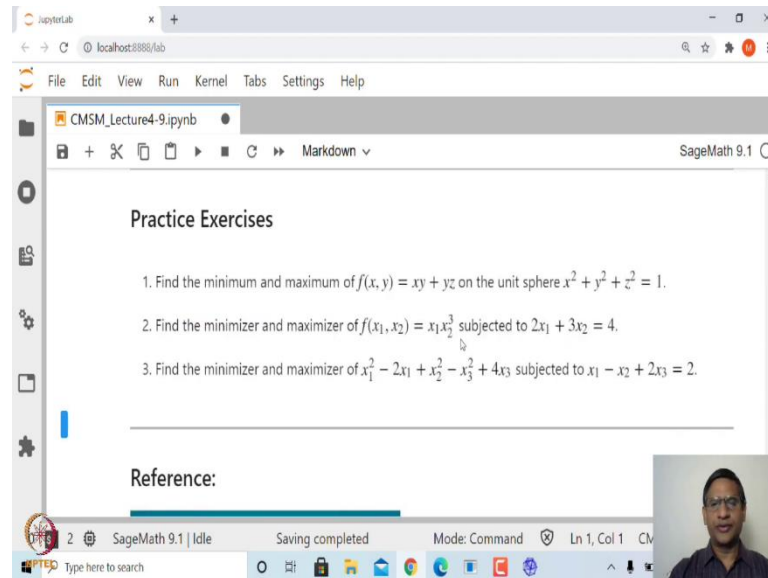 JupyterLab
localhost:8888/lab
M
File Edit View Run Kernel Tabs Settings Help
CMSM_Lecture4-9.ipynb
Markdown
SageMath 9.1
Practice Exercises
1. Find the minimum and maximum of f(x, y) = xy + yz on the unit sphere x² + y² + z² = 1.
2. Find the minimizer and maximizer of f(x₁, x₂) = x₁x₂³ subjected to 2x₁ + 3x₂ = 4.
3. Find the minimizer and maximizer of x₁² − 2x₁ + x₂² − x₃² + 4x₃ subjected to x₁ − x₂ + 2x₃ = 2.
Reference:
2 SageMath 9.1 | Idle Saving completed Mode: Command Ln 1, Col 1 CM
NPTEL Type here to search